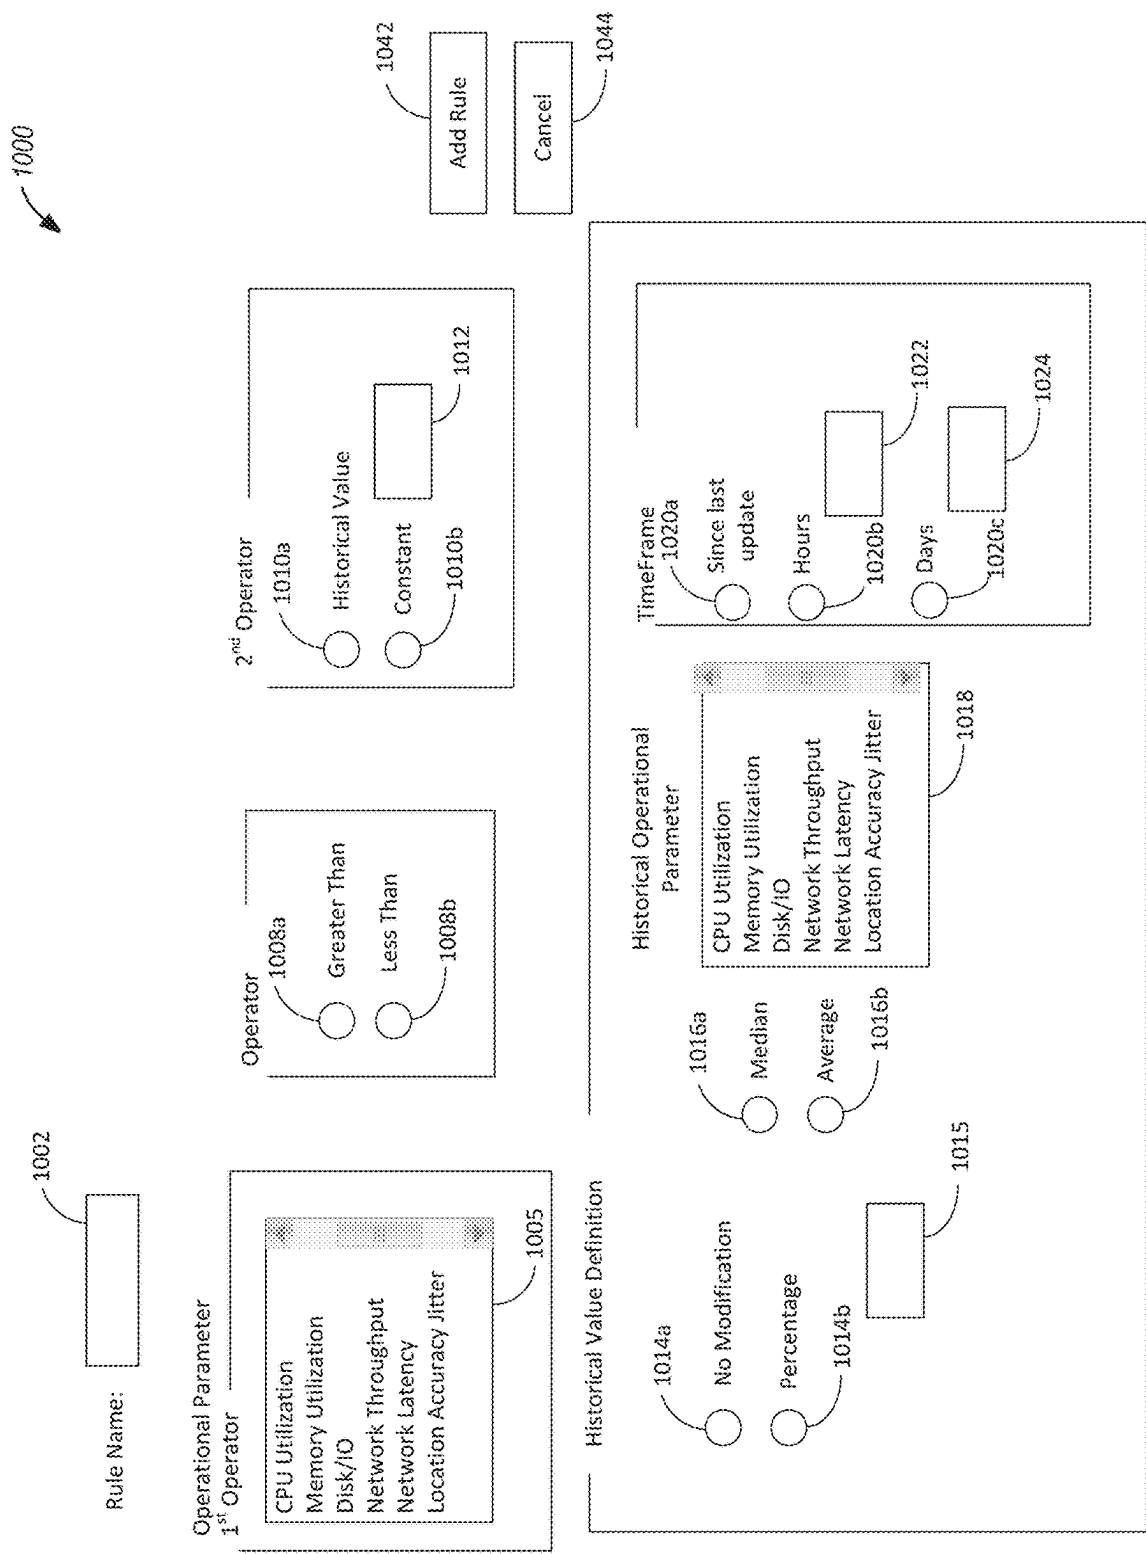 1000
Rule Name:
1002
Operational Parameter
1st Operator
CPU Utilization
Memory Utilization
Disk/IO
Network Throughput
Network Latency
Location Accuracy Jitter
1005
Operator
1008a
Greater Than
Less Than
1008b
2nd Operator
1010a
Historical Value
Constant
1010b
1012
Add Rule
1042
Cancel
1044
Historical Value Definition
1014a
No Modification
Percentage
1014b
1015
1016a
Median
Average
1016b
Historical Operational
Parameter
CPU Utilization
Memory Utilization
Disk/IO
Network Throughput
Network Latency
Location Accuracy Jitter
1018
TimeFrame
1020a
Since last
update
Hours
1020b
1022
Days
1020c
1024